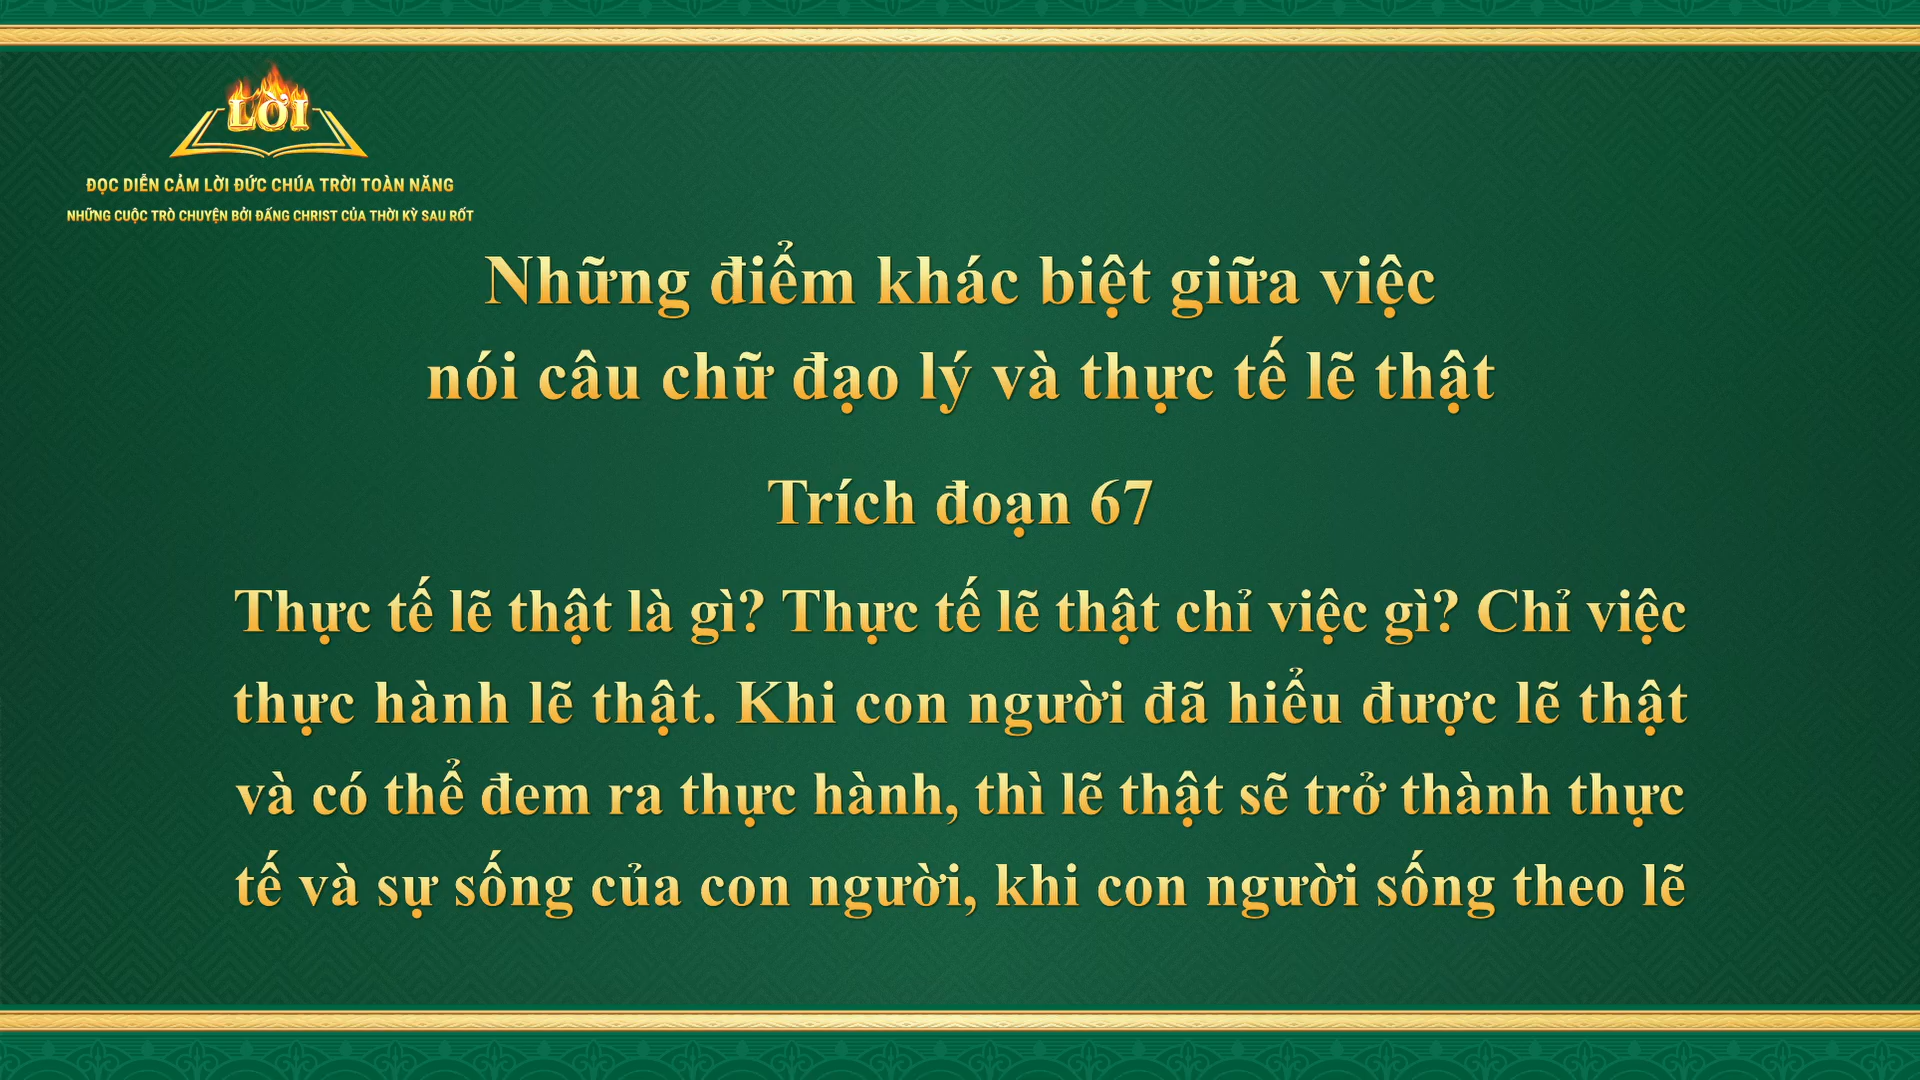 LỜI
ĐỌC DIỄN CẢM LỜI ĐỨC CHÚA TRỜI TOÀN NĂNG
NHỮNG CUỘC TRÒ CHUYỆN BỞI ĐẤNG CHRIST CỦA THỜI KỲ SAU RỐT
Những điểm khác biệt giữa việc
nói câu chữ đạo lý và thực tế lẽ thật
Trích đoạn 67
Thực tế lẽ thật là gì? Thực tế lẽ thật chỉ việc gì? Chỉ việc
thực hành lẽ thật. Khi con người đã hiểu được lẽ thật
và có thể đem ra thực hành, thì lẽ thật sẽ trở thành thực
tế và sự sống của con người, khi con người sống theo lẽ